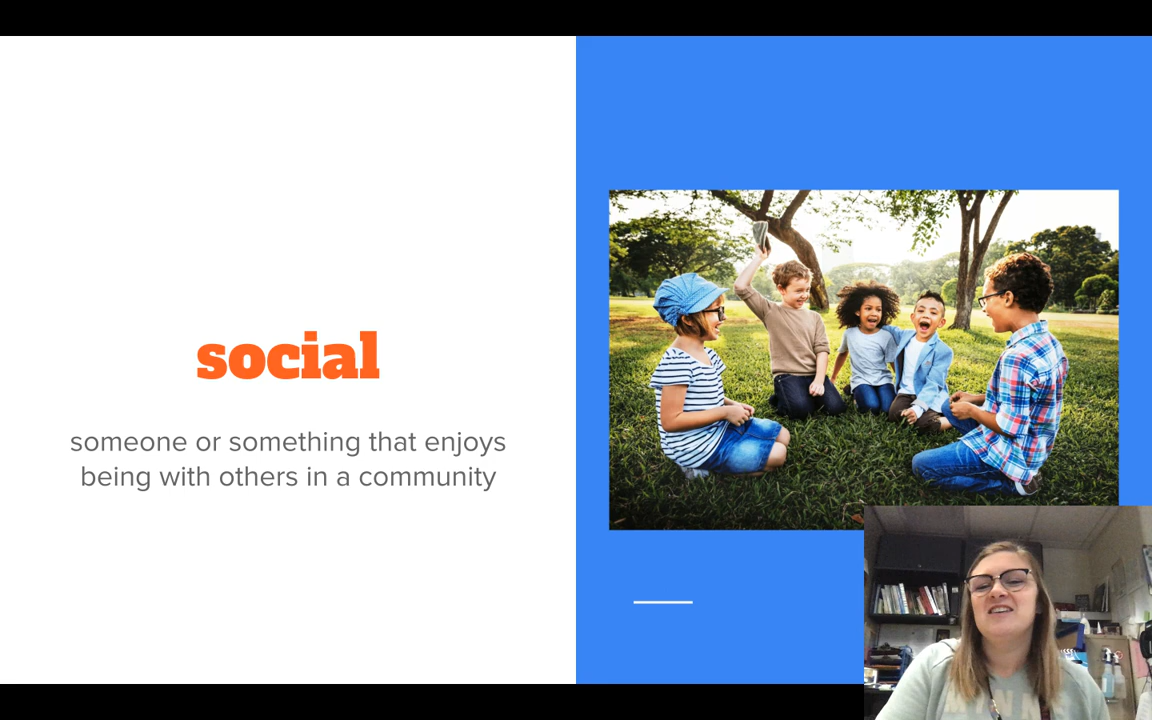 social
someone or something that enjoys
being with others in a community